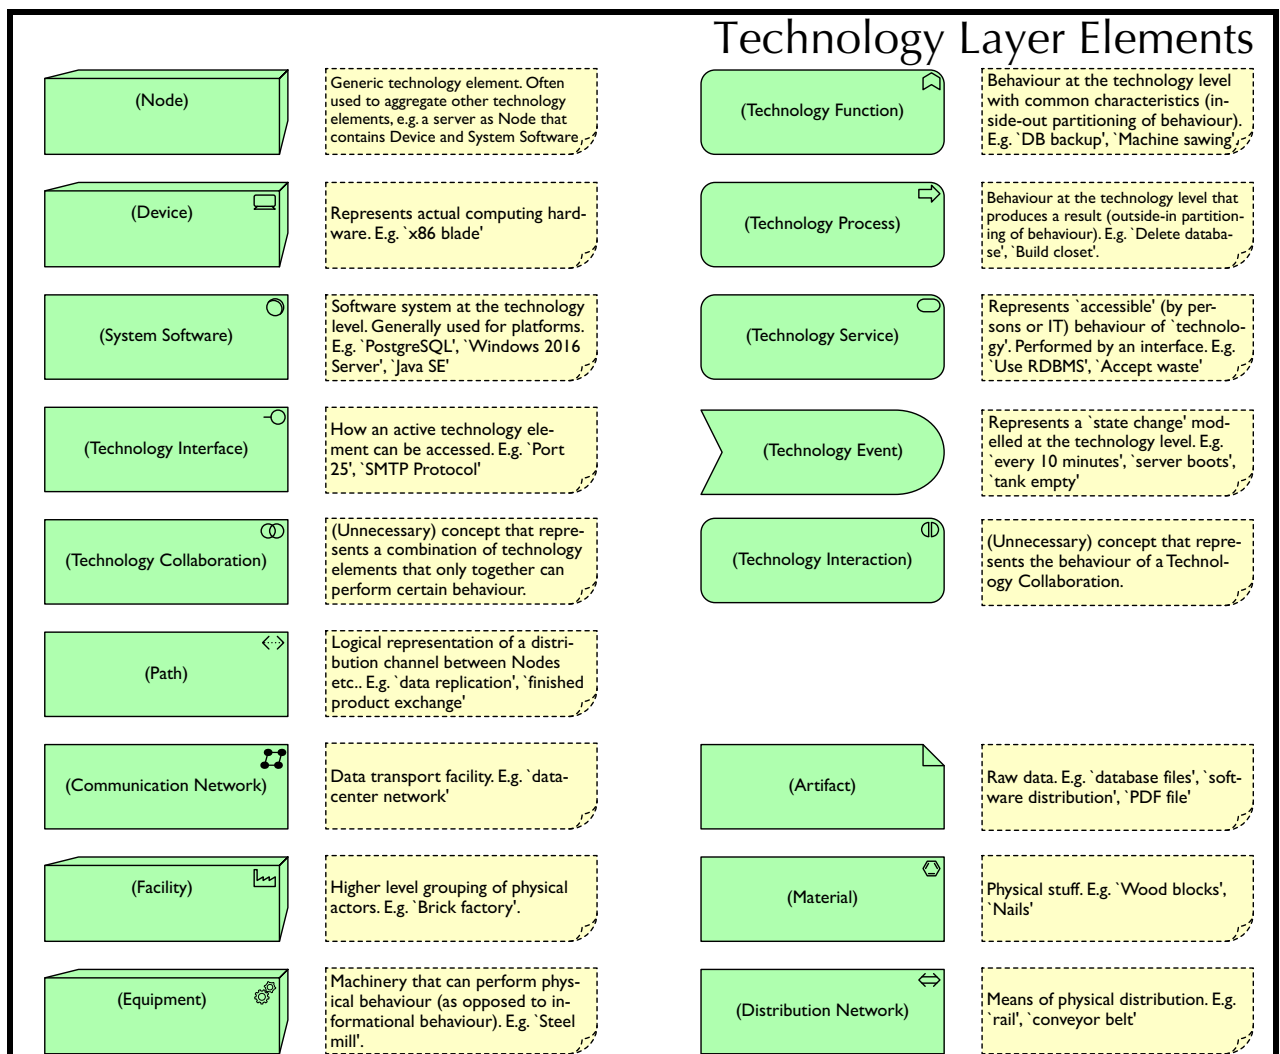 Technology Layer Elements
(Node)
Generic technology element. Often
used to aggregate other technology
elements, e.g. a server as Node that
contains Device and System Software.
(Technology Function)
Behaviour at the technology level
with common characteristics (in-
side-out partitioning of behaviour).
E.g. `DB backup', `Machine sawing'.
(Device)
Represents actual computing hard-
ware. E.g. `x86 blade'
(Technology Process)
Behaviour at the technology level that
produces a result (outside-in partition-
ing of behaviour). E.g. `Delete databa-
se', `Build closet'.
(System Software)
Software system at the technology
level. Generally used for platforms.
E.g. `PostgreSQL', `Windows 2016
Server', `Java SE'
(Technology Service)
Represents `accessible' (by per-
sons or IT) behaviour of `technolo-
gy'. Performed by an interface. E.g.
`Use RDBMS', `Accept waste'
(Technology Interface)
How an active technology ele-
ment can be accessed. E.g. `Port
25', `SMTP Protocol'
(Technology Event)
Represents a `state change' mod-
elled at the technology level. E.g.
`every 10 minutes', `server boots',
`tank empty'
(Technology Collaboration)
(Unnecessary) concept that repre-
sents a combination of technology
elements that only together can
perform certain behaviour.
(Technology Interaction)
(Unnecessary) concept that repre-
sents the behaviour of a Technol-
ogy Collaboration.
(Path)
Logical representation of a distri-
bution channel between Nodes
etc.. E.g. `data replication', `finished
product exchange'
(Communication Network)
Data transport facility. E.g. `data-
center network'
(Artifact)
Raw data. E.g. `database files', `soft-
ware distribution', `PDF file'
(Facility)
Higher level grouping of physical
actors. E.g. `Brick factory'.
(Material)
Physical stuff. E.g. `Wood blocks',
`Nails'
(Equipment)
Machinery that can perform phys-
ical behaviour (as opposed to in-
formational behaviour). E.g. `Steel
mill'.
(Distribution Network)
Means of physical distribution. E.g.
`rail', `conveyor belt'